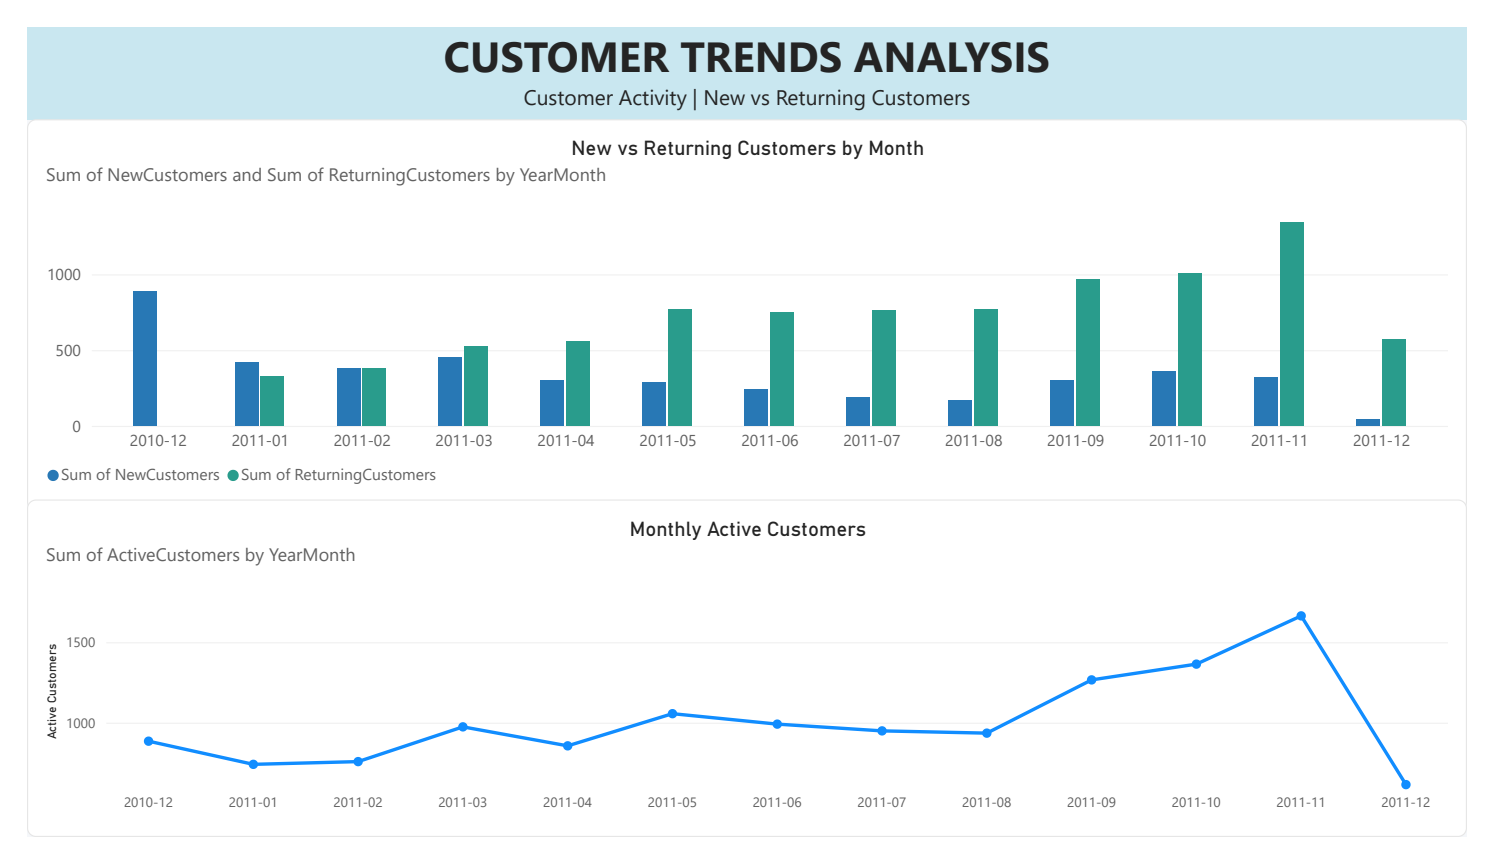 CUSTOMER TRENDS ANALYSIS
Customer Activity | New vs Returning Customers
New vs Returning Customers by Month
Sum of NewCustomers and Sum of ReturningCustomers by YearMonth
1000
500
0
2010-12 2011-01 2011-02 2011-03 2011-04 2011-05 2011-06 2011-07 2011-08 2011-09 2011-10 2011-11 2011-12
Sum of NewCustomers Sum of ReturningCustomers
Monthly Active Customers
Sum of ActiveCustomers by YearMonth
Active Customers
1500
1000
2010-12 2011-01 2011-02 2011-03 2011-04 2011-05 2011-06 2011-07 2011-08 2011-09 2011-10 2011-11 2011-12